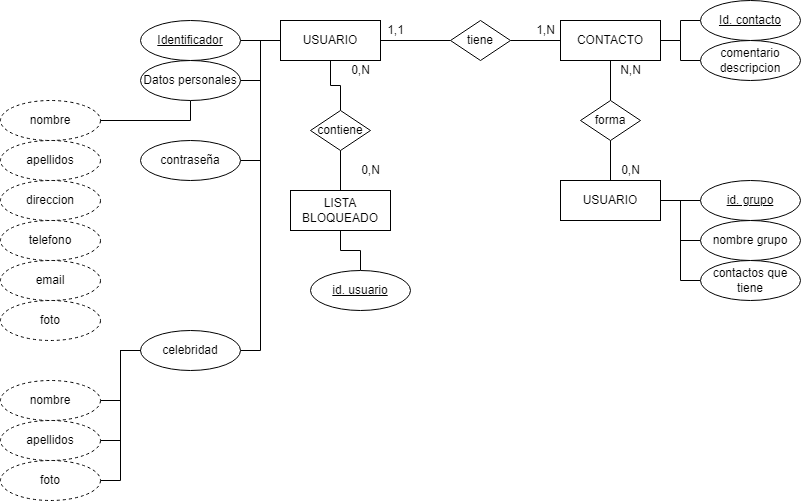 Identificador
USUARIO
1,1
tiene
1,N
CONTACTO
Id. contacto
comentario
descripcion
Datos personales
0,N
N,N
nombre
contiene
forma
apellidos
contraseña
0,N
0,N
direccion
LISTA
BLOQUEADO
USUARIO
id. grupo
telefono
nombre grupo
email
id. usuario
contactos que
tiene
foto
celebridad
nombre
apellidos
foto